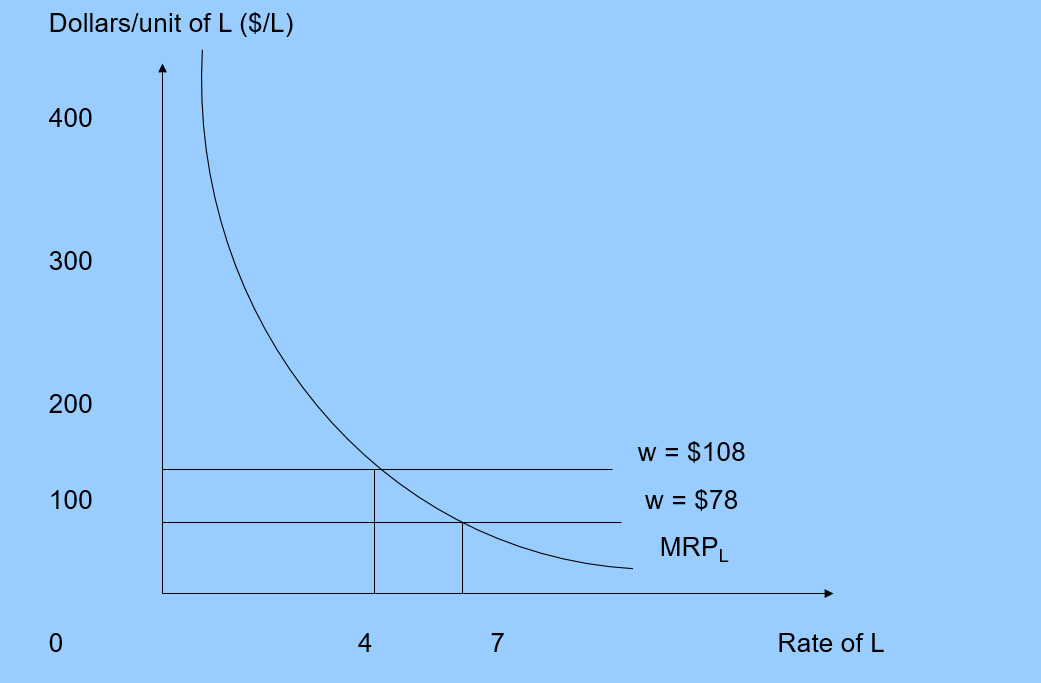 Dollars/unit of L ($/L)
400
300
200
w = $108
100
w = $78
MRPL
0
4
7
Rate of L